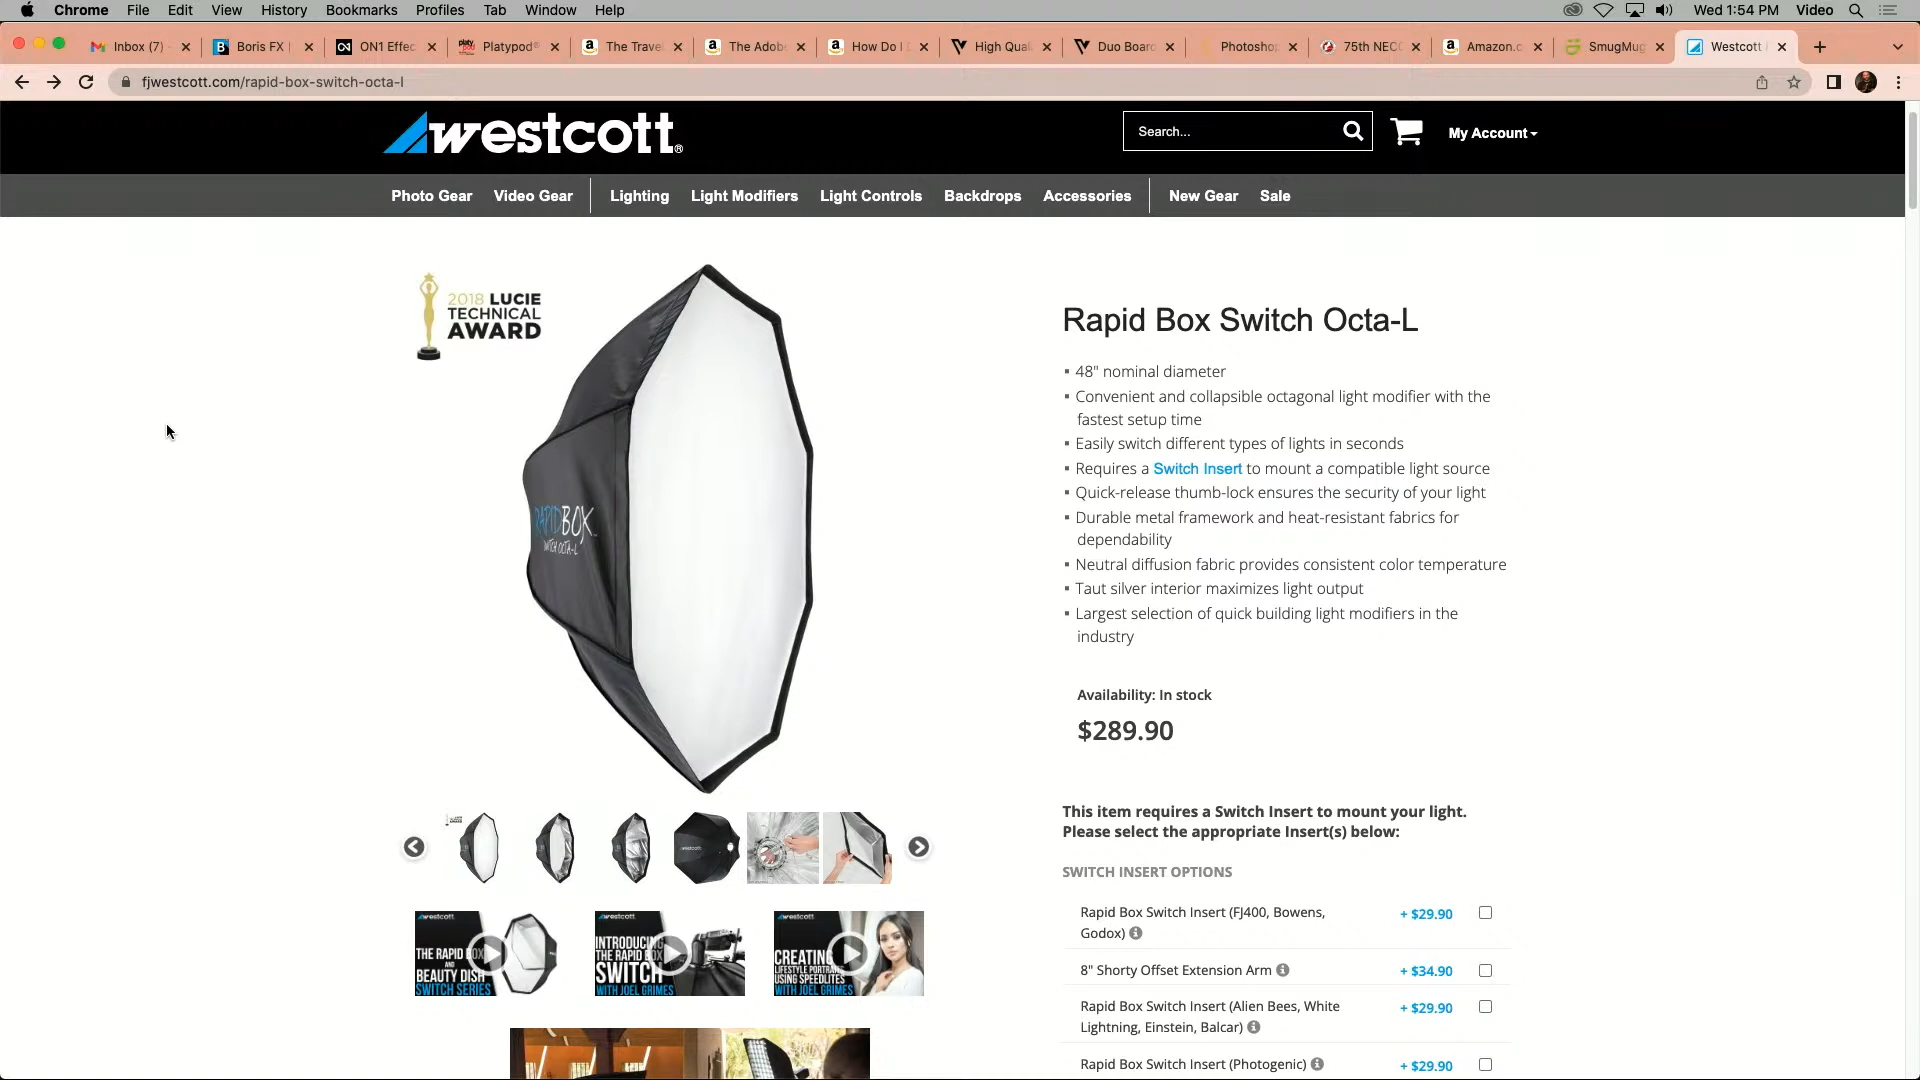 Chrome File Edit View History Bookmarks Profiles Tab Window Help Wed 1:54 PM Video
Inbox (7) Boris FX ON1 Effec Platypod The Trave The Adob How Do I High Qual Duo Board Photosho 75th NECC Amazon.c SmugMug Westcott
fjwestcott.com/rapid-box-switch-octa-l
westcott®
Search...
My Account
Photo Gear Video Gear Lighting Light Modifiers Light Controls Backdrops Accessories New Gear Sale
2018 LUCIE
TECHNICAL
AWARD
RAPIDBOX
SWITCH OCTA-L
Rapid Box Switch Octa-L
▪ 48" nominal diameter
▪ Convenient and collapsible octagonal light modifier with the
fastest setup time
▪ Easily switch different types of lights in seconds
▪ Requires a Switch Insert to mount a compatible light source
▪ Quick-release thumb-lock ensures the security of your light
▪ Durable metal framework and heat-resistant fabrics for
dependability
▪ Neutral diffusion fabric provides consistent color temperature
▪ Taut silver interior maximizes light output
▪ Largest selection of quick building light modifiers in the
industry
Availability: In stock
$289.90
This item requires a Switch Insert to mount your light.
Please select the appropriate Insert(s) below:
SWITCH INSERT OPTIONS
Rapid Box Switch Insert (FJ400, Bowens,
Godox) + $29.90
8" Shorty Offset Extension Arm + $34.90
Rapid Box Switch Insert (Alien Bees, White
Lightning, Einstein, Balcar) + $29.90
Rapid Box Switch Insert (Photogenic) + $29.90
westcott
THE RAPID BOX
AND
BEAUTY DISH
SWITCH SERIES
westcott
INTRODUCING
THE RAPID BOX
SWITCH
WITH JOEL GRIMES
westcott
CREATING
LIFESTYLE PORTRAITS
USING SPEEDLITES
WITH JOEL GRIMES